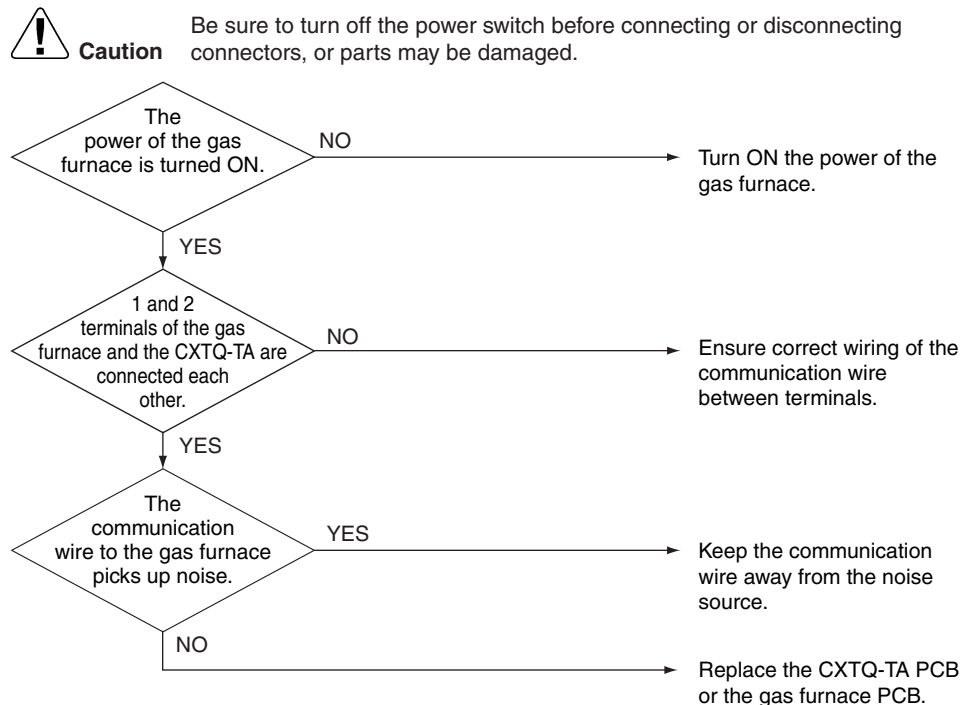 Caution
Be sure to turn off the power switch before connecting or disconnecting
connectors, or parts may be damaged.
The
power of the gas
furnace is turned ON.
NO
Turn ON the power of the
gas furnace.
YES
1 and 2
terminals of the gas
furnace and the CXTQ-TA are
connected each
other.
NO
Ensure correct wiring of the
communication wire
between terminals.
YES
The
communication
wire to the gas furnace
picks up noise.
YES
Keep the communication
wire away from the noise
source.
NO
Replace the CXTQ-TA PCB
or the gas furnace PCB.